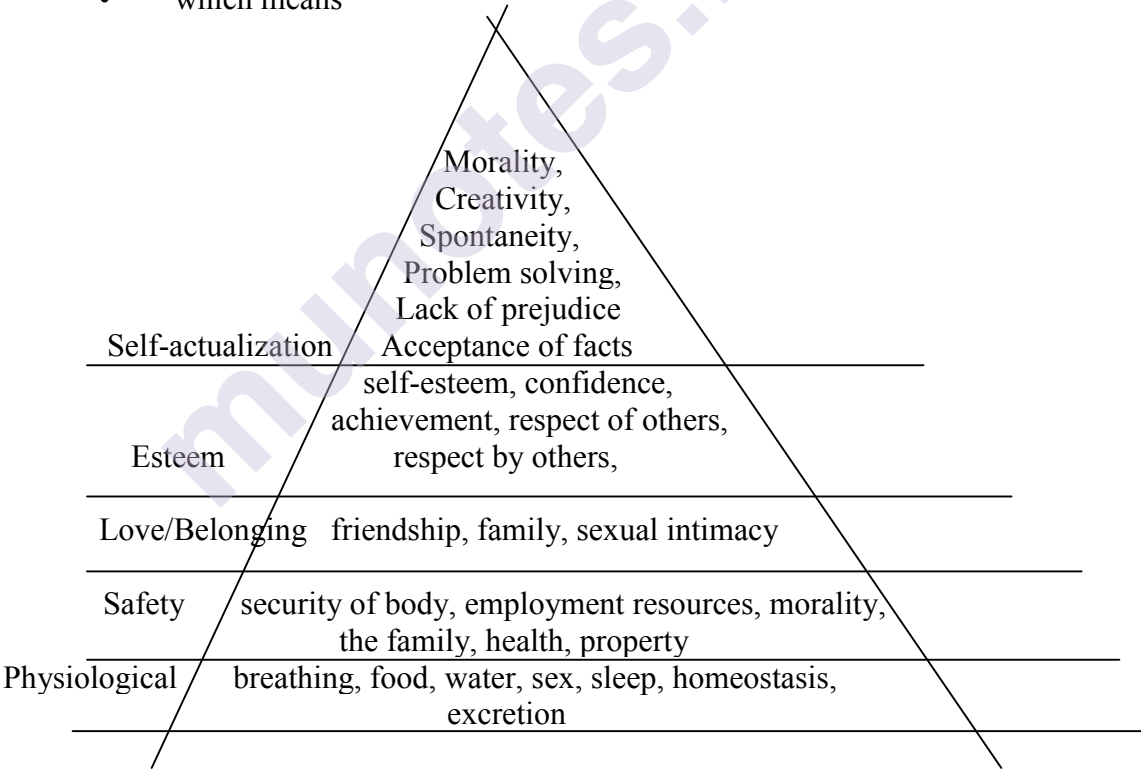 • which means
Morality,
Creativity,
Spontaneity,
Problem solving,
Lack of prejudice
Self-actualization Acceptance of facts
self-esteem, confidence,
achievement, respect of others,
Esteem respect by others,
Love/Belonging friendship, family, sexual intimacy
Safety security of body, employment resources, morality,
the family, health, property
Physiological breathing, food, water, sex, sleep, homeostasis,
excretion
munotes.